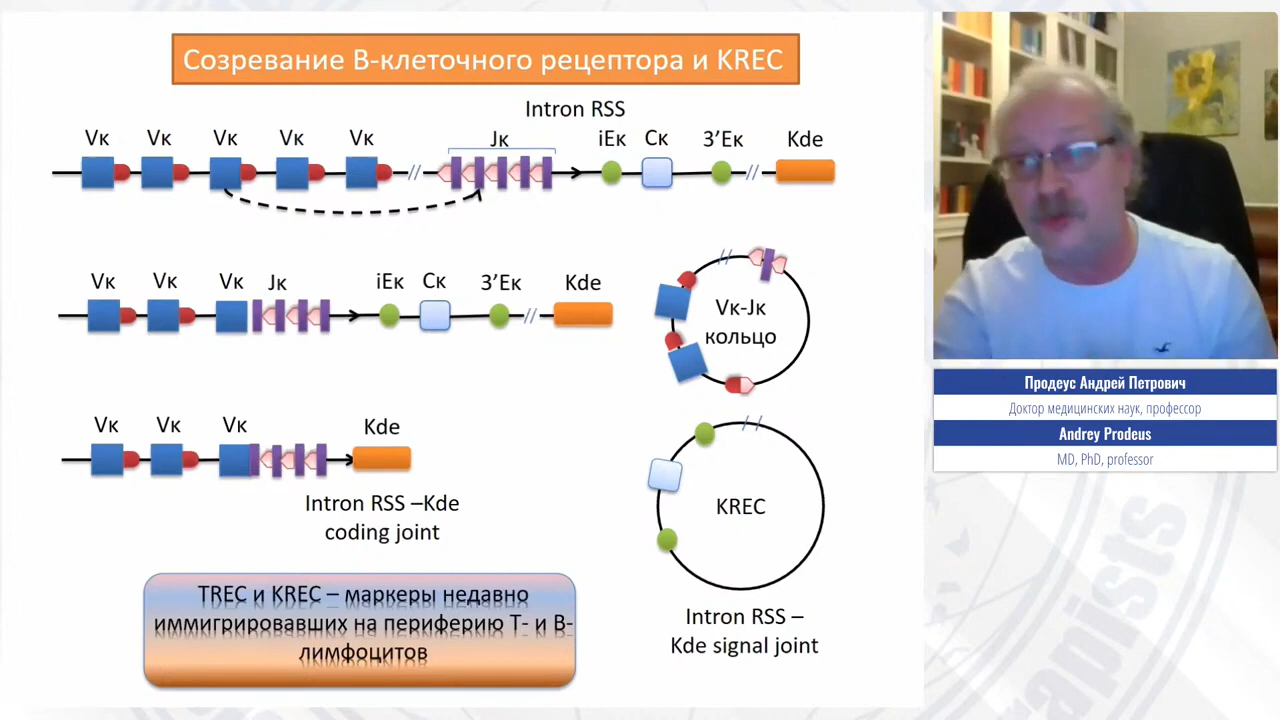 Созревание В-клеточного рецептора и KREC
Intron RSS
Vκ Vκ Vκ Vκ Vκ Jκ iEκ Cκ 3’Eκ Kde
Vκ Vκ Vκ Jκ iEκ Cκ 3’Eκ Kde
Vκ-Jκ
кольцо
Vκ Vκ Vκ Kde
Intron RSS –Kde
coding joint
KREC
Intron RSS –
Kde signal joint
TREC и KREC – маркеры недавно
иммигрировавших на периферию Т- и В-
лимфоцитов
Продеус Андрей Петрович
Доктор медицинских наук, профессор
Andrey Prodeus
MD, PhD, professor
rapists